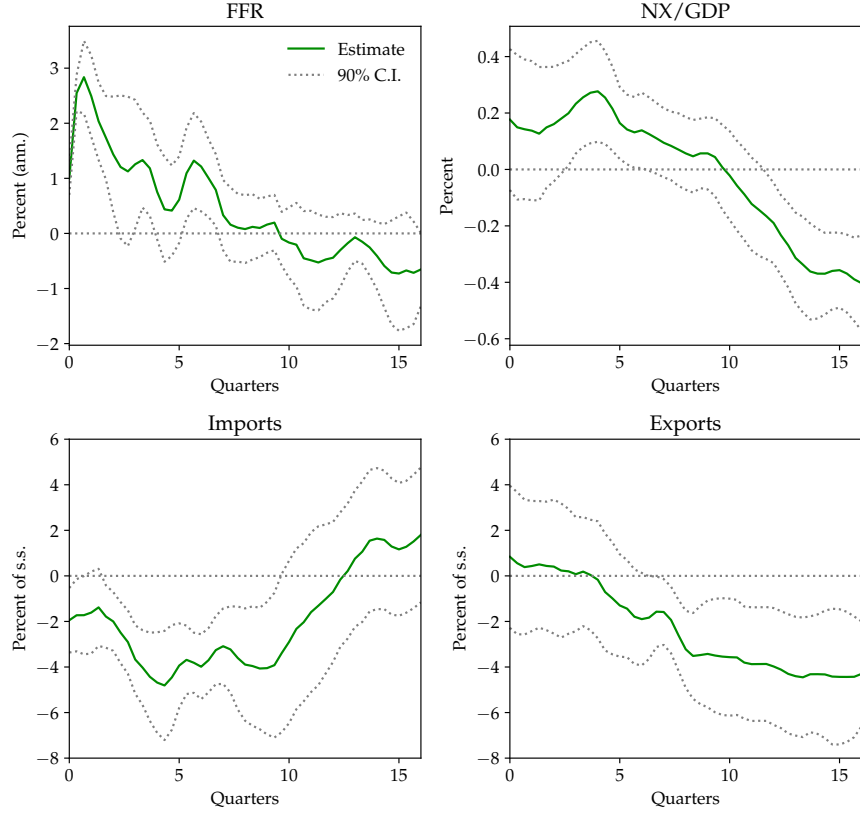 FFR
Estimate
90% C.I.
Percent (ann.)
3
2
1
0
−1
−2
0 5 10 15
Quarters
NX/GDP
Percent
0.4
0.2
0.0
−0.2
−0.4
−0.6
0 5 10 15
Quarters
Imports
Percent of s.s.
6
4
2
0
−2
−4
−6
−8
0 5 10 15
Quarters
Exports
Percent of s.s.
6
4
2
0
−2
−4
−6
−8
0 5 10 15
Quarters